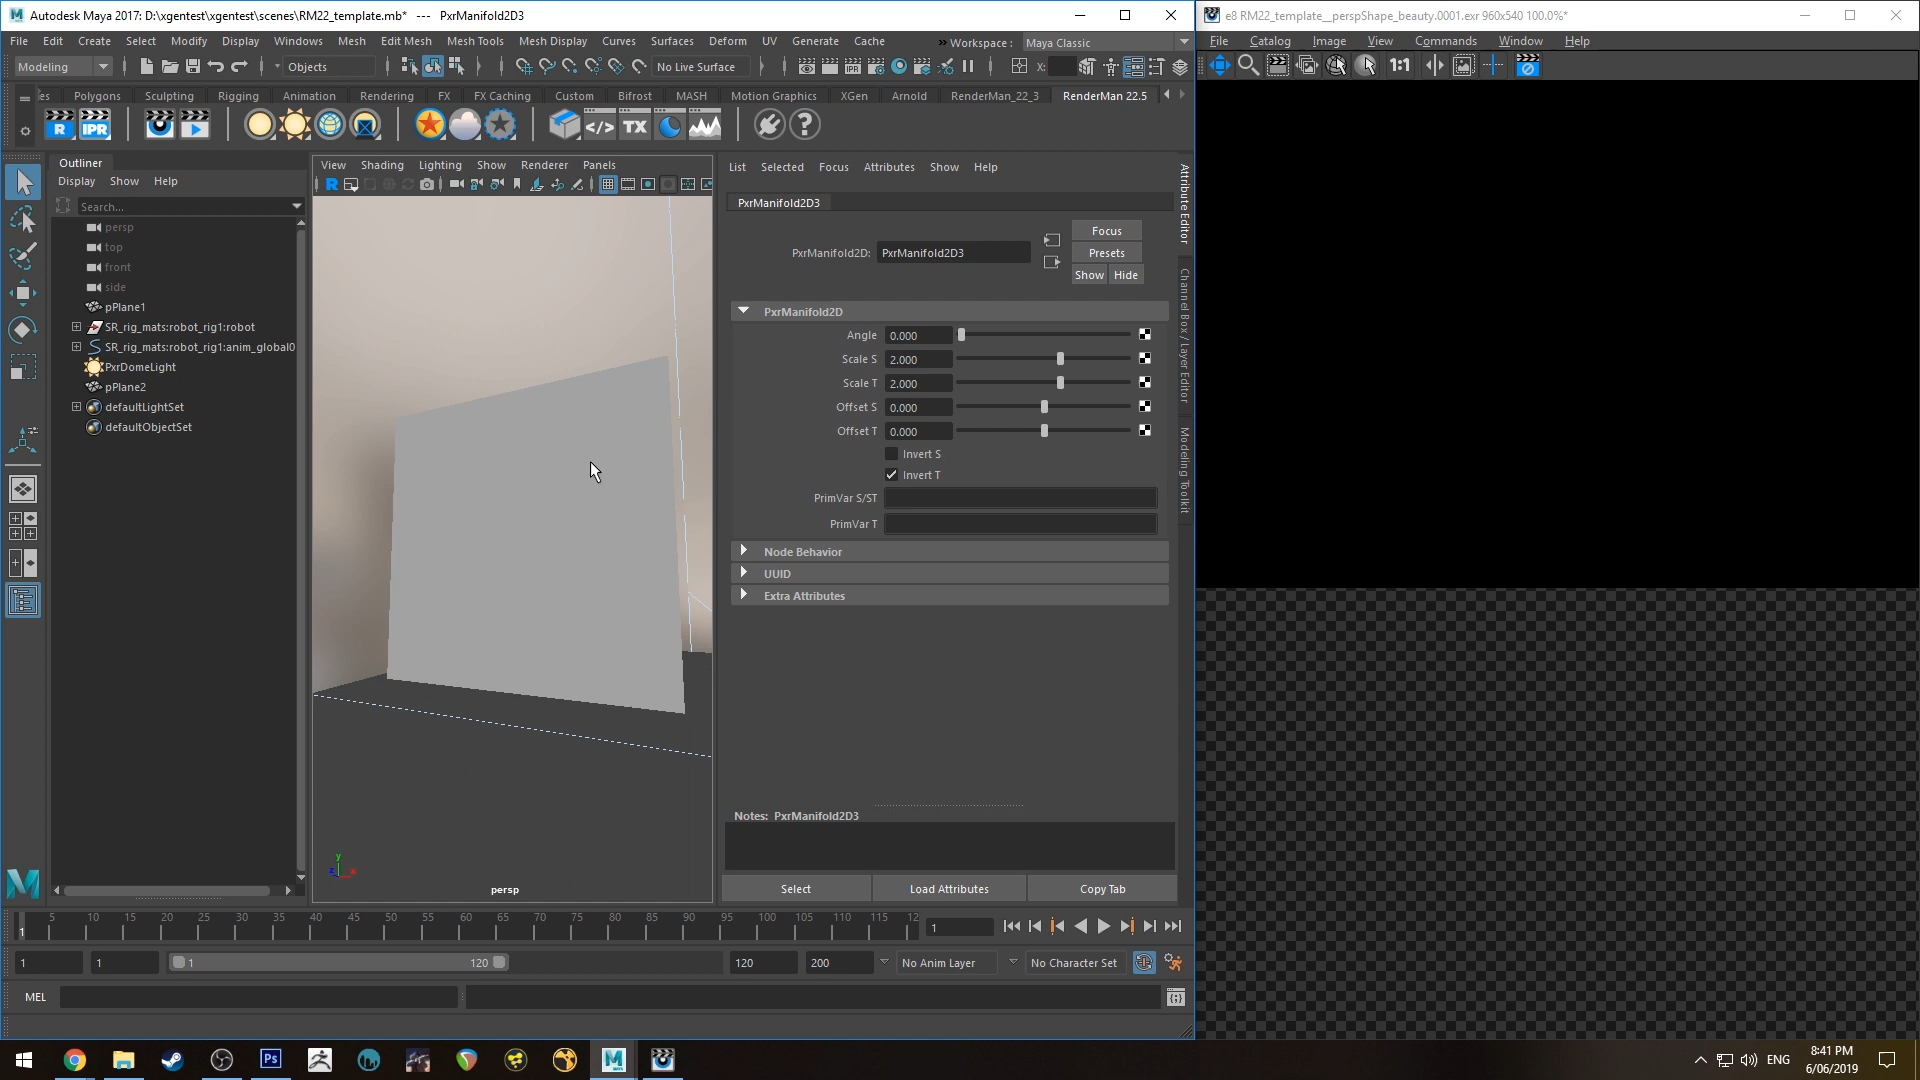 Autodesk Maya 2017: D:\xgentest\xgentest\scenes\RM22_template.mb* --- PxrManifold2D3
File Edit Create Select Modify Display Windows Mesh Edit Mesh Mesh Tools Mesh Display Curves Surfaces Deform UV Generate Cache » Workspace : Maya Classic
Modeling Objects No Live Surface X:
es Polygons Sculpting Rigging Animation Rendering FX FX Caching Custom Bifrost MASH Motion Graphics XGen Arnold RenderMan_22_3 RenderMan 22.5
R IPR </> TX ?
Outliner
Display Show Help
Search...
persp
top
front
side
pPlane1
SR_rig_mats:robot_rig1:robot
SR_rig_mats:robot_rig1:anim_global0
PxrDomeLight
pPlane2
defaultLightSet
defaultObjectSet
View Shading Lighting Show Renderer Panels
R
y
z x
persp
List Selected Focus Attributes Show Help
PxrManifold2D3
PxrManifold2D: PxrManifold2D3
Focus
Presets
Show Hide
PxrManifold2D
Angle 0.000
Scale S 2.000
Scale T 2.000
Offset S 0.000
Offset T 0.000
Invert S
Invert T
PrimVar S/ST
PrimVar T
Node Behavior
UUID
Extra Attributes
Notes: PxrManifold2D3
Select Load Attributes Copy Tab
Attribute Editor
Channel Box / Layer Editor
Modeling Toolkit
5 10 15 20 25 30 35 40 45 50 55 60 65 70 75 80 85 90 95 100 105 110 115 12
1 1
1 1 1 120 120 200 No Anim Layer No Character Set
MEL
e8 RM22_template__perspShape_beauty.0001.exr 960x540 100.0%*
File Catalog Image View Commands Window Help
1:1
Ps M MAYA
ENG
8:41 PM
6/06/2019